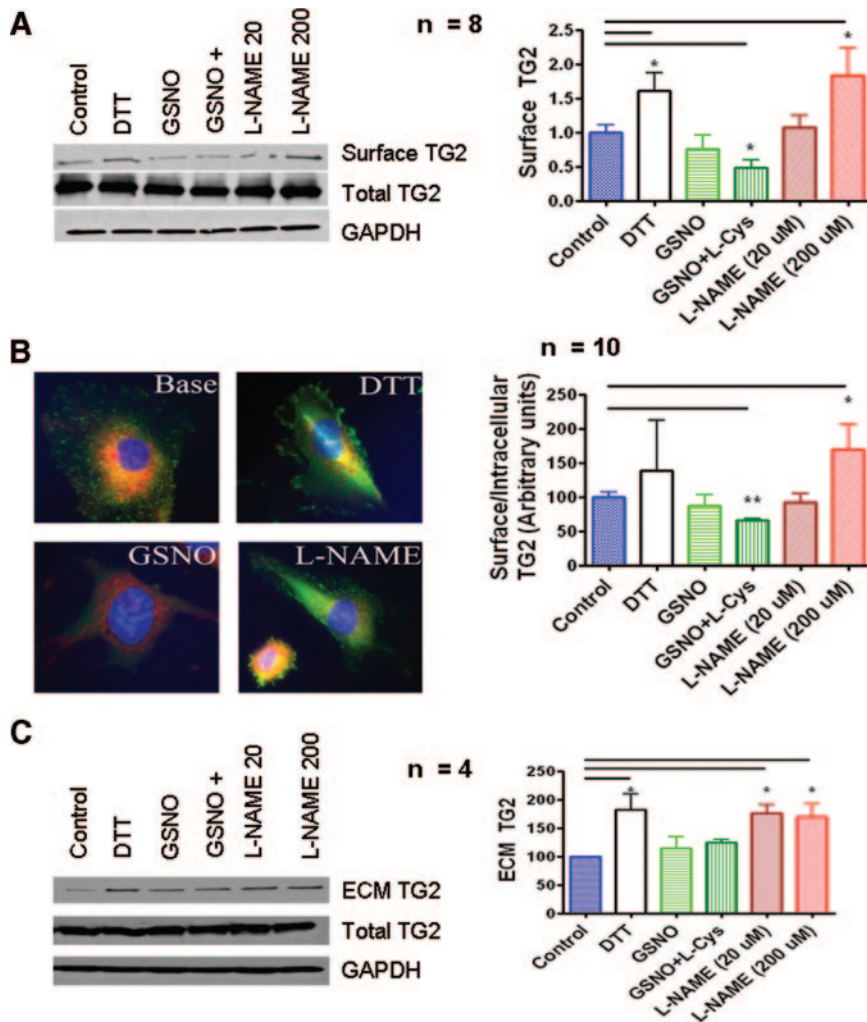 A
n = 8
Control
DTT
GSNO
GSNO +
L-NAME 20
L-NAME 200
Surface TG2
Total TG2
GAPDH
Surface TG2
2.5
2.0
1.5
1.0
0.5
0.0
*
*
*
Control
DTT
GSNO
GSNO+L-Cys
L-NAME (20 uM)
L-NAME (200 uM)
B
n = 10
Base
DTT
GSNO
L-NAME
Surface/Intracellular
TG2 (Arbitrary units)
200
150
100
50
0
**
*
Control
DTT
GSNO
GSNO+L-Cys
L-NAME (20 uM)
L-NAME (200 uM)
C
n = 4
Control
DTT
GSNO
GSNO +
L-NAME 20
L-NAME 200
ECM TG2
Total TG2
GAPDH
ECM TG2
250
200
150
100
50
0
*
*
*
Control
DTT
GSNO
GSNO+L-Cys
L-NAME (20 uM)
L-NAME (200 uM)